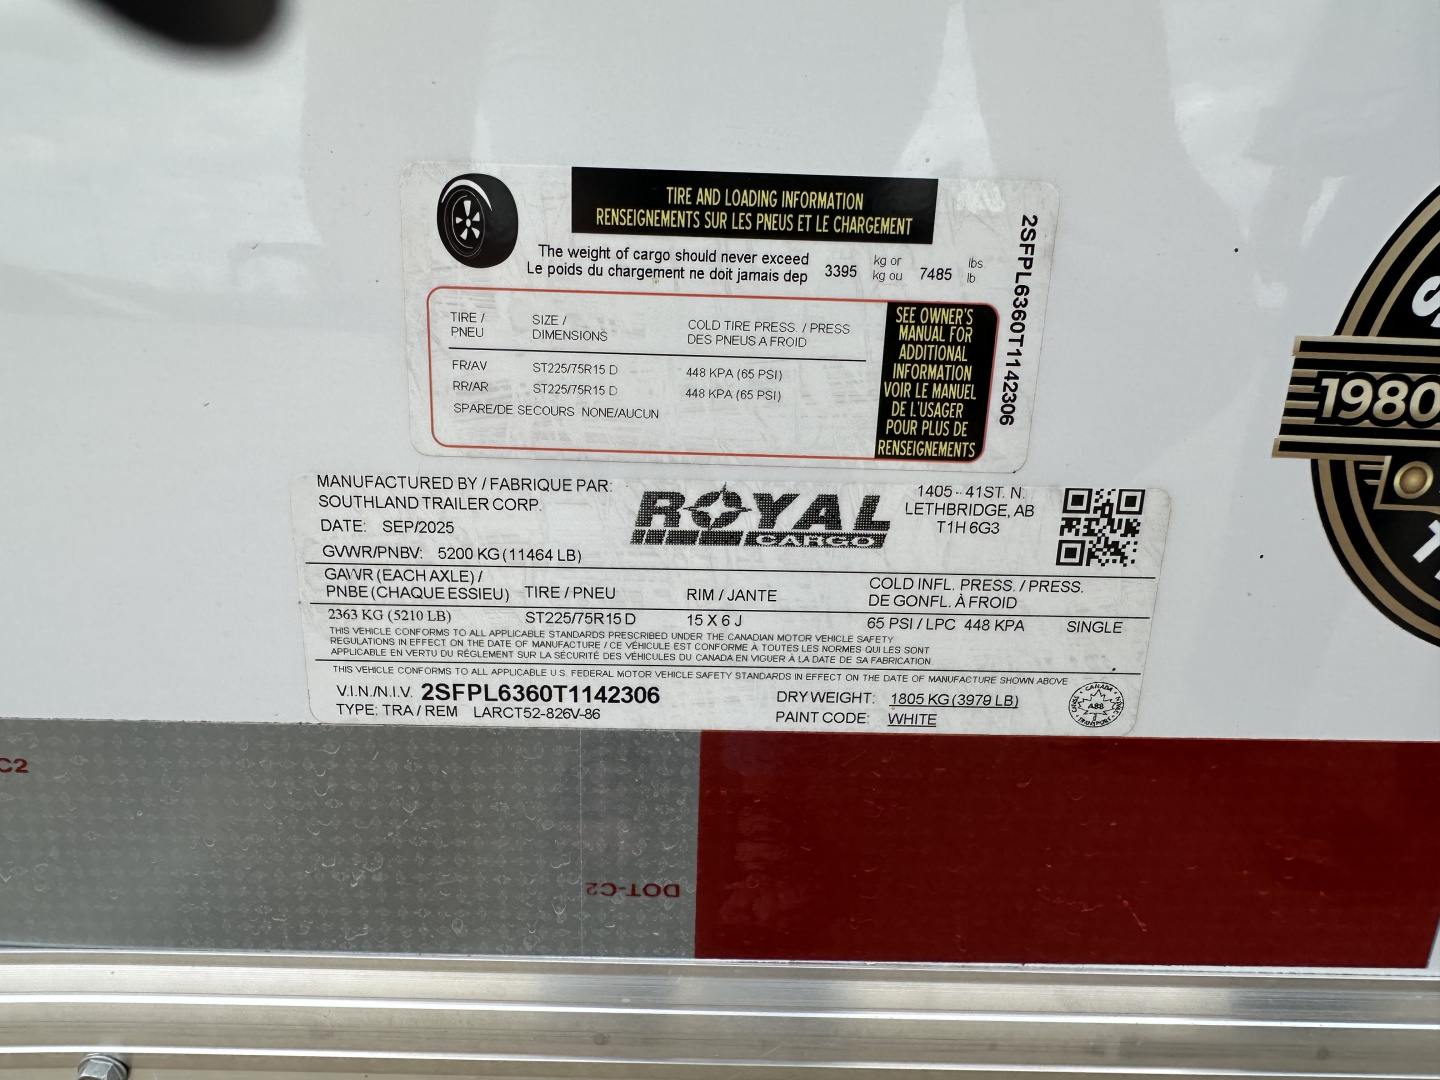 TIRE AND LOADING INFORMATION
RENSEIGNEMENTS SUR LES PNEUS ET LE CHARGEMENT
The weight of cargo should never exceed
Le poids du chargement ne doit jamais dep
3395 kg or 7485 lbs
kg ou lb
TIRE / SIZE / COLD TIRE PRESS. / PRESS
PNEU DIMENSIONS DES PNEUS A FROID
FR/AV ST225/75R15 D 448 KPA (65 PSI)
RR/AR ST225/75R15 D 448 KPA (65 PSI)
SPARE/DE SECOURS NONE/AUCUN
SEE OWNER'S
MANUAL FOR
ADDITIONAL
INFORMATION
VOIR LE MANUEL
DE L'USAGER
POUR PLUS DE
RENSEIGNEMENTS
2SFPL6360T1142306
MANUFACTURED BY / FABRIQUE PAR:
SOUTHLAND TRAILER CORP.
DATE: SEP/2025
GVWR/PNBV: 5200 KG (11464 LB)
ROYAL
CARGO
1405 - 41ST. N.
LETHBRIDGE, AB
T1H 6G3
GAWR (EACH AXLE) /
PNBE (CHAQUE ESSIEU) TIRE / PNEU RIM / JANTE COLD INFL. PRESS. / PRESS.
DE GONFL. À FROID
2363 KG (5210 LB) ST225/75R15 D 15 X 6 J 65 PSI / LPC 448 KPA SINGLE
THIS VEHICLE CONFORMS TO ALL APPLICABLE STANDARDS PRESCRIBED UNDER THE CANADIAN MOTOR VEHICLE SAFETY
REGULATIONS IN EFFECT ON THE DATE OF MANUFACTURE / CE VÉHICULE EST CONFORME À TOUTES LES NORMES QUI LES SONT
APPLICABLE EN VERTU DU RÉGLEMENT SUR LA SÉCURITÉ DES VÉHICULES DU CANADA EN VIGUER À LA DATE DE SA FABRICATION.
THIS VEHICLE CONFORMS TO ALL APPLICABLE U.S. FEDERAL MOTOR VEHICLE SAFETY STANDARDS IN EFFECT ON THE DATE OF MANUFACTURE SHOWN ABOVE
V.I.N./N.I.V. 2SFPL6360T1142306
TYPE: TRA / REM LARCT52-826V-86
DRY WEIGHT: 1805 KG (3979 LB)
PAINT CODE: WHITE
CANADA
A88
TRANSPORT
1980
C2
DOT-C2